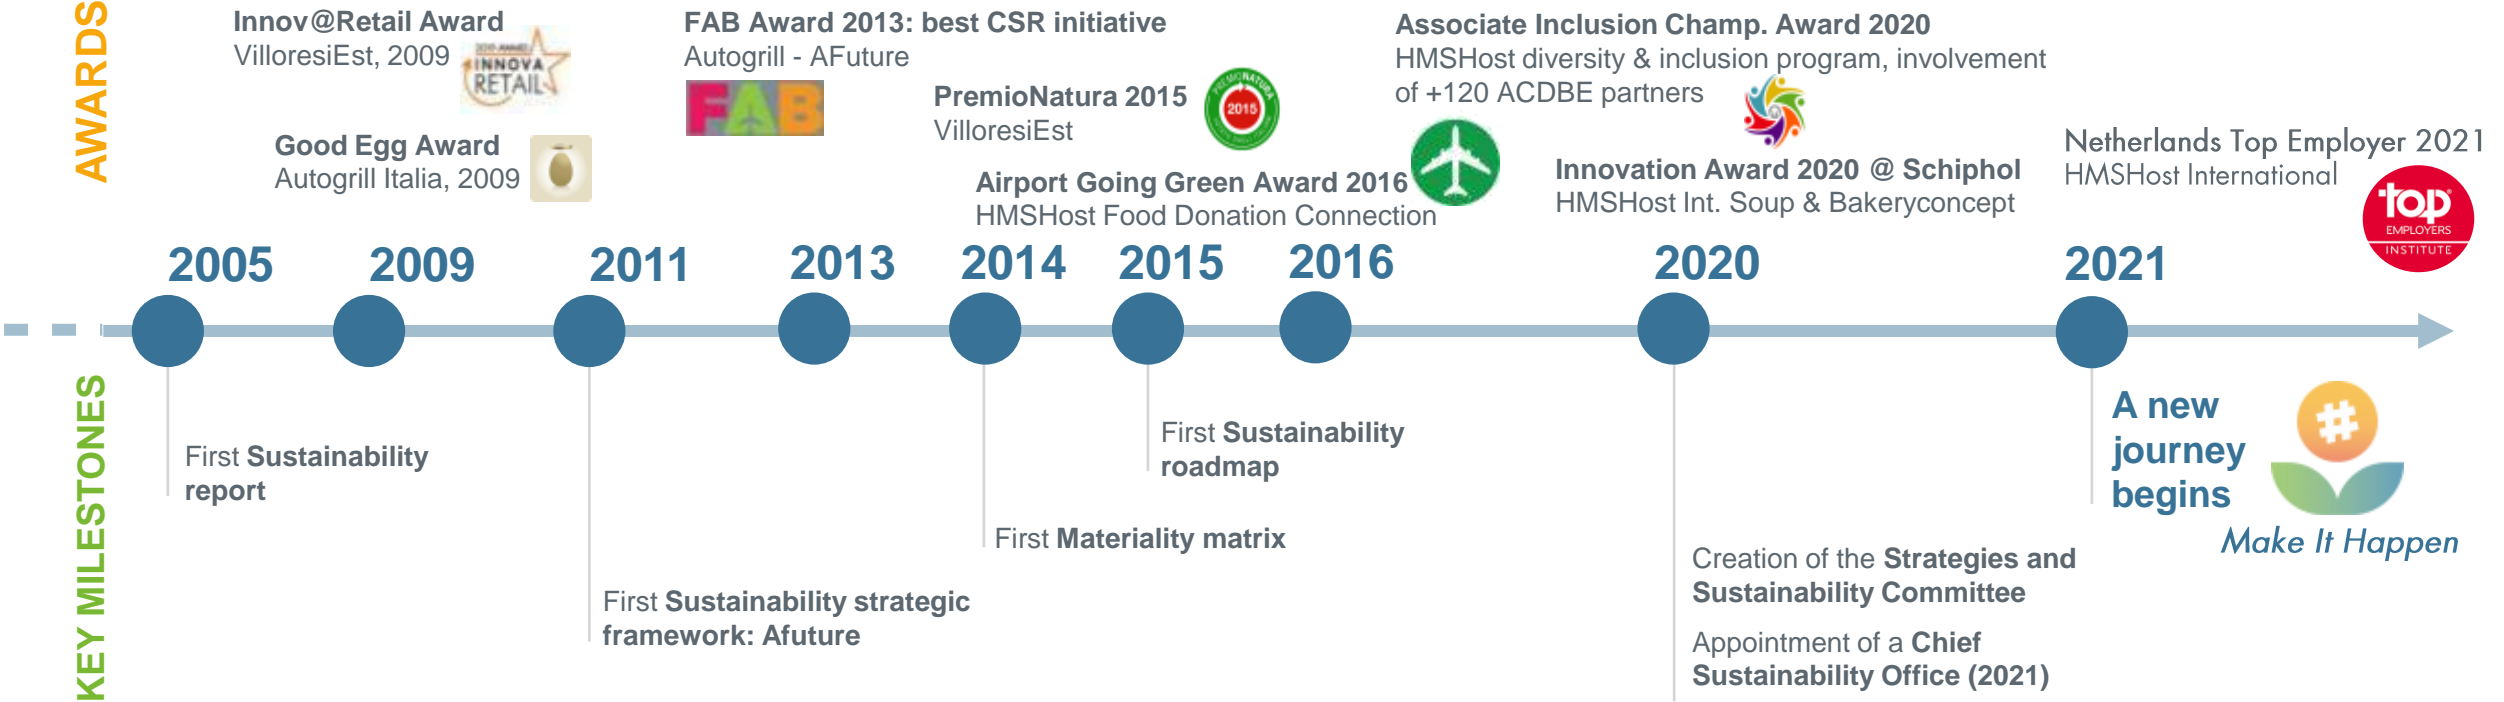 AWARDS
Innov@Retail Award
VilloresiEst, 2009
INNOVA
RETAIL
Good Egg Award
Autogrill Italia, 2009
FAB Award 2013: best CSR initiative
Autogrill - AFuture
FAB
PremioNatura 2015
VilloresiEst
PREMIONATURA
2015
Airport Going Green Award 2016
HMSHost Food Donation Connection
Associate Inclusion Champ. Award 2020
HMSHost diversity & inclusion program, involvement
of +120 ACDBE partners
Innovation Award 2020 @ Schiphol
HMSHost Int. Soup & Bakeryconcept
Netherlands Top Employer 2021
HMSHost International
top
EMPLOYERS
INSTITUTE
2005
2009
2011
2013
2014
2015
2016
2020
2021
KEY MILESTONES
First Sustainability
report
First Sustainability strategic
framework: Afuture
First Materiality matrix
First Sustainability
roadmap
Creation of the Strategies and
Sustainability Committee
Appointment of a Chief
Sustainability Office (2021)
A new
journey
begins
#
Make It Happen